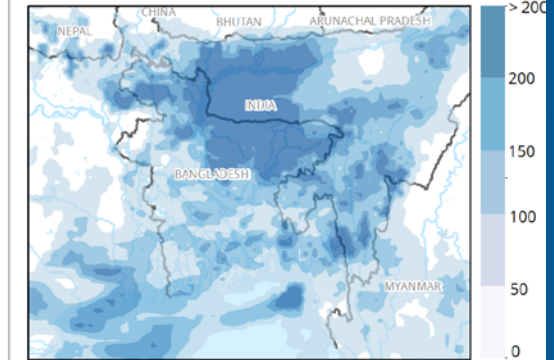 CHINA
> 200
NEPAL
BHUTAN
ARUNACHAL PRADESH
200
INDIA
150
BANGLADESH
100
MYANMAR
50
0